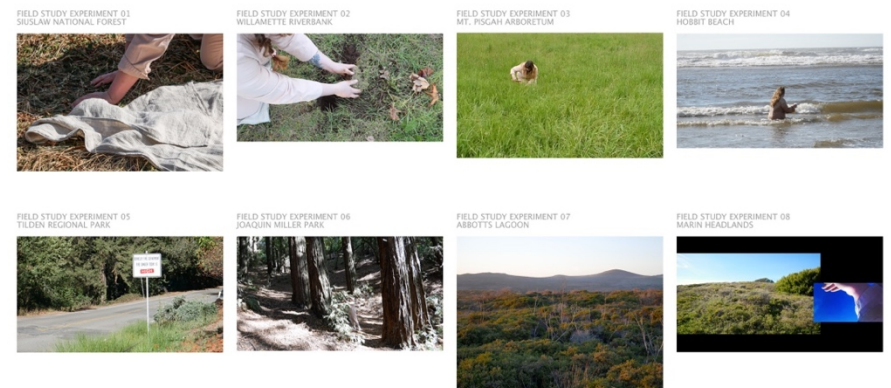 FIELD STUDY EXPERIMENT 01
SIUSLAW NATIONAL FOREST
FIELD STUDY EXPERIMENT 02
WILLAMETTE RIVERBANK
FIELD STUDY EXPERIMENT 03
MT. PISGAH ARBORETUM
FIELD STUDY EXPERIMENT 04
HOBBIT BEACH
FIELD STUDY EXPERIMENT 05
TILDEN REGIONAL PARK
FIELD STUDY EXPERIMENT 06
JOAQUIN MILLER PARK
FIELD STUDY EXPERIMENT 07
ABBOTTS LAGOON
FIELD STUDY EXPERIMENT 08
MARIN HEADLANDS